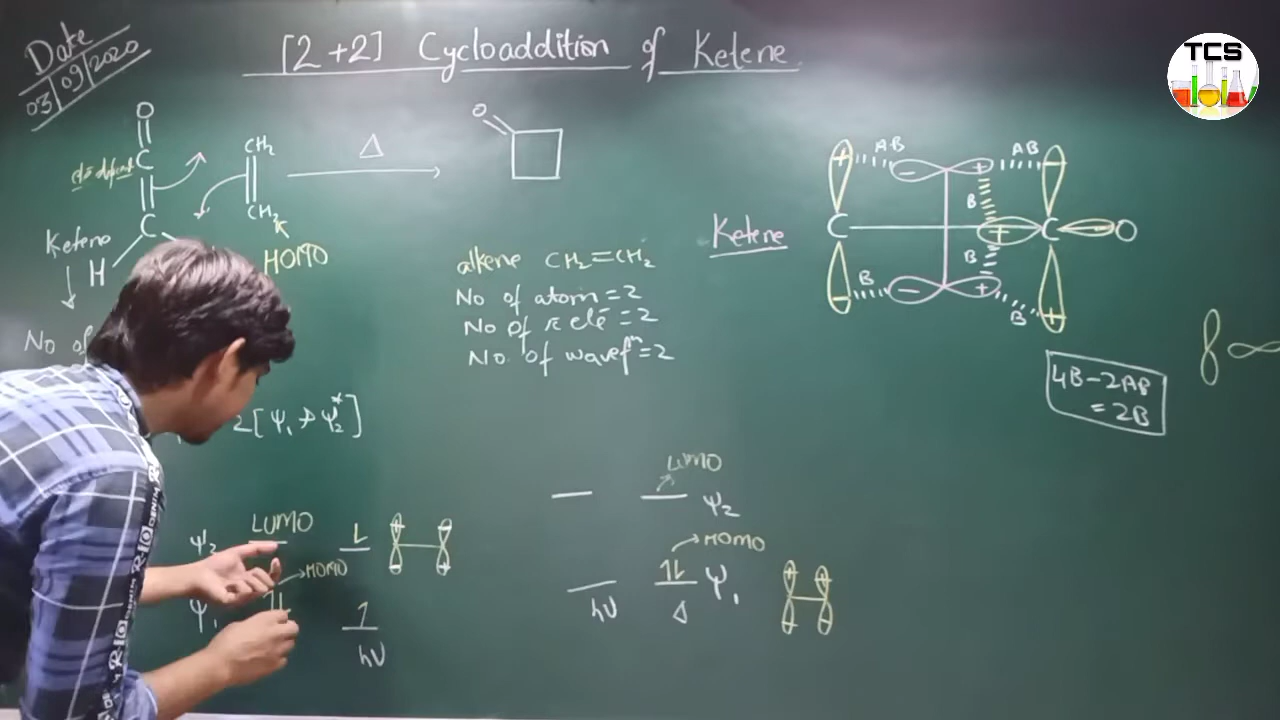 Date
03/09/2020
[2+2] Cycloaddition of Ketene
TCS
O
C
C
H
Keteno
No of
CH2
CH2
HOMO
Δ
O
alkene CH2=CH2
No of atom=2
No of π ele=2
No. of wavefn=2
2[Ψ1 → Ψ2*]
Ψ2 LUMO
HOMO
Ψ1
hν
LUMO
Ψ2
HOMO
Ψ1
hν Δ
Ketene
AB AB
+ - + -
B
C + C - O
B
B
- - + +
B
4B-2AB
= 2B